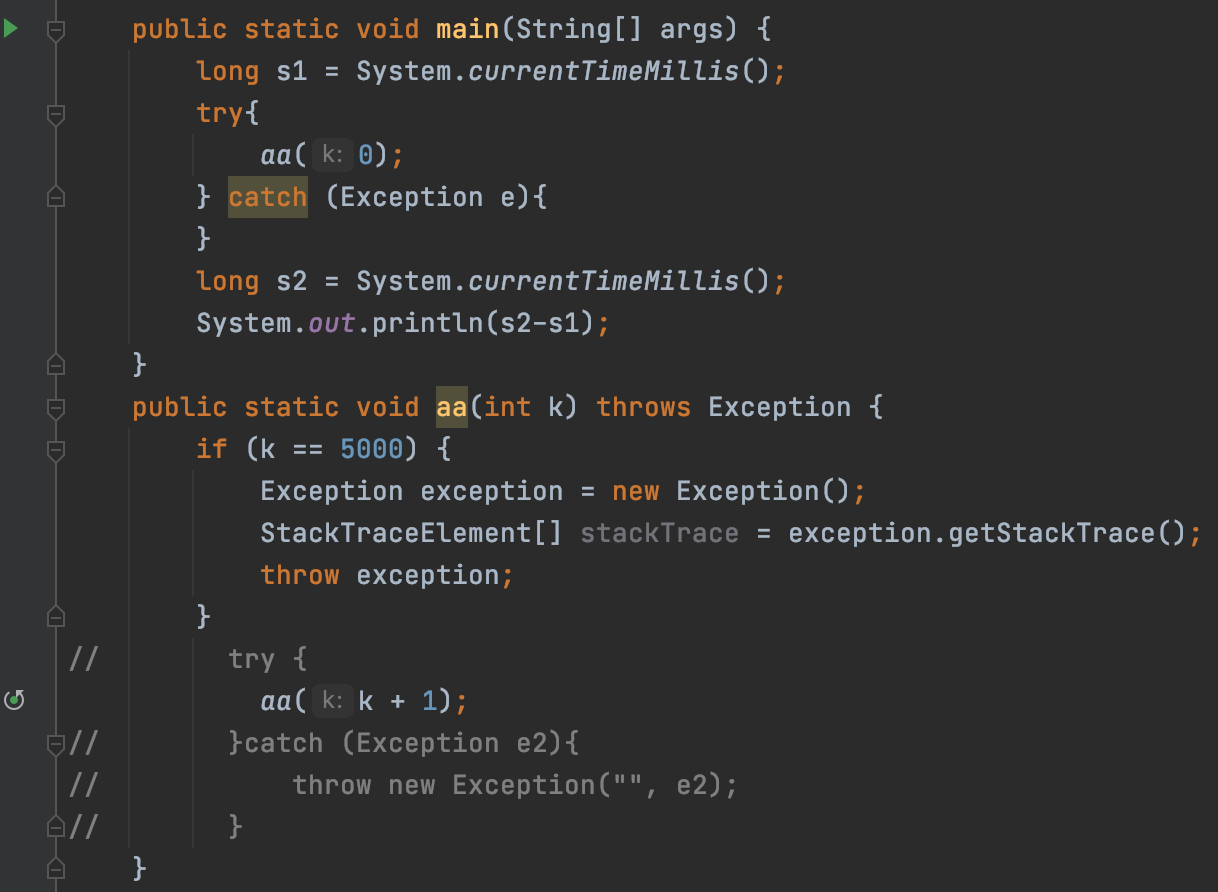 public static void main(String[] args) {
    long s1 = System.currentTimeMillis();
    try{
        aa( k: 0);
    } catch (Exception e){
    }
    long s2 = System.currentTimeMillis();
    System.out.println(s2-s1);
}
public static void aa(int k) throws Exception {
    if (k == 5000) {
        Exception exception = new Exception();
        StackTraceElement[] stackTrace = exception.getStackTrace();
        throw exception;
    }
//        try {
        aa( k: k + 1);
//        }catch (Exception e2){
//            throw new Exception("", e2);
//        }
}